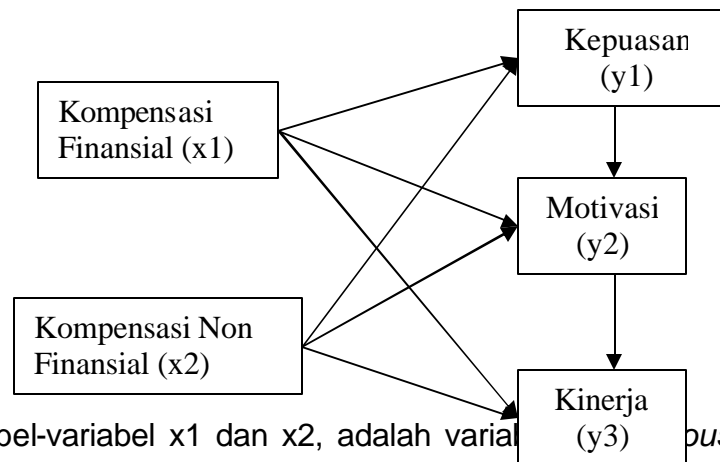 Kepuasan
(y1)
Kompensasi
Finansial (x1)
Motivasi
(y2)
Kompensasi Non
Finansial (x2)
Kinerja
(y3)
bel-variabel x1 dan x2, adalah